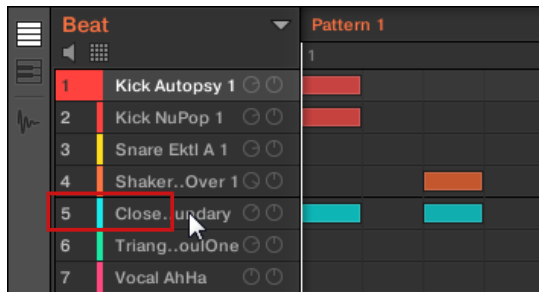 Beat
Pattern 1
1
1 Kick Autopsy 1
2 Kick NuPop 1
3 Snare Ektl A 1
4 Shaker..Over 1
5 Close..undary
6 Triang..oulOne
7 Vocal AhHa